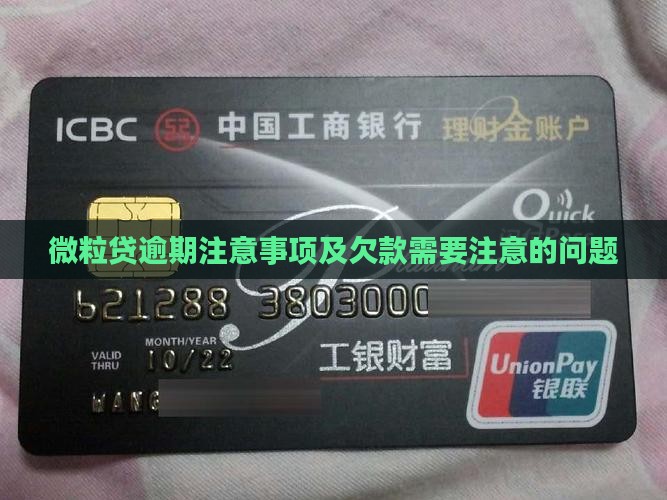 ICBC 中国工商银行 理财金账户
Quick
微粒贷逾期注意事项及欠款需要注意的问题
Platinum
621288 3803000
MONTH/YEAR
VALID THRU 10/22
工银财富
UnionPay
银联
WANG